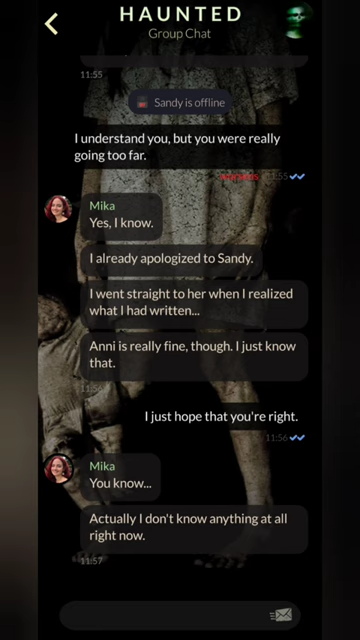 HAUNTED
Group Chat
11:55
Sandy is offline
I understand you, but you were really
going too far.
11:55
Mika
Yes, I know.
I already apologized to Sandy.
I went straight to her when I realized
what I had written...
Anni is really fine, though. I just know
that.
11:56
I just hope that you're right.
11:56
Mika
You know...
Actually I don't know anything at all
right now.
11:57